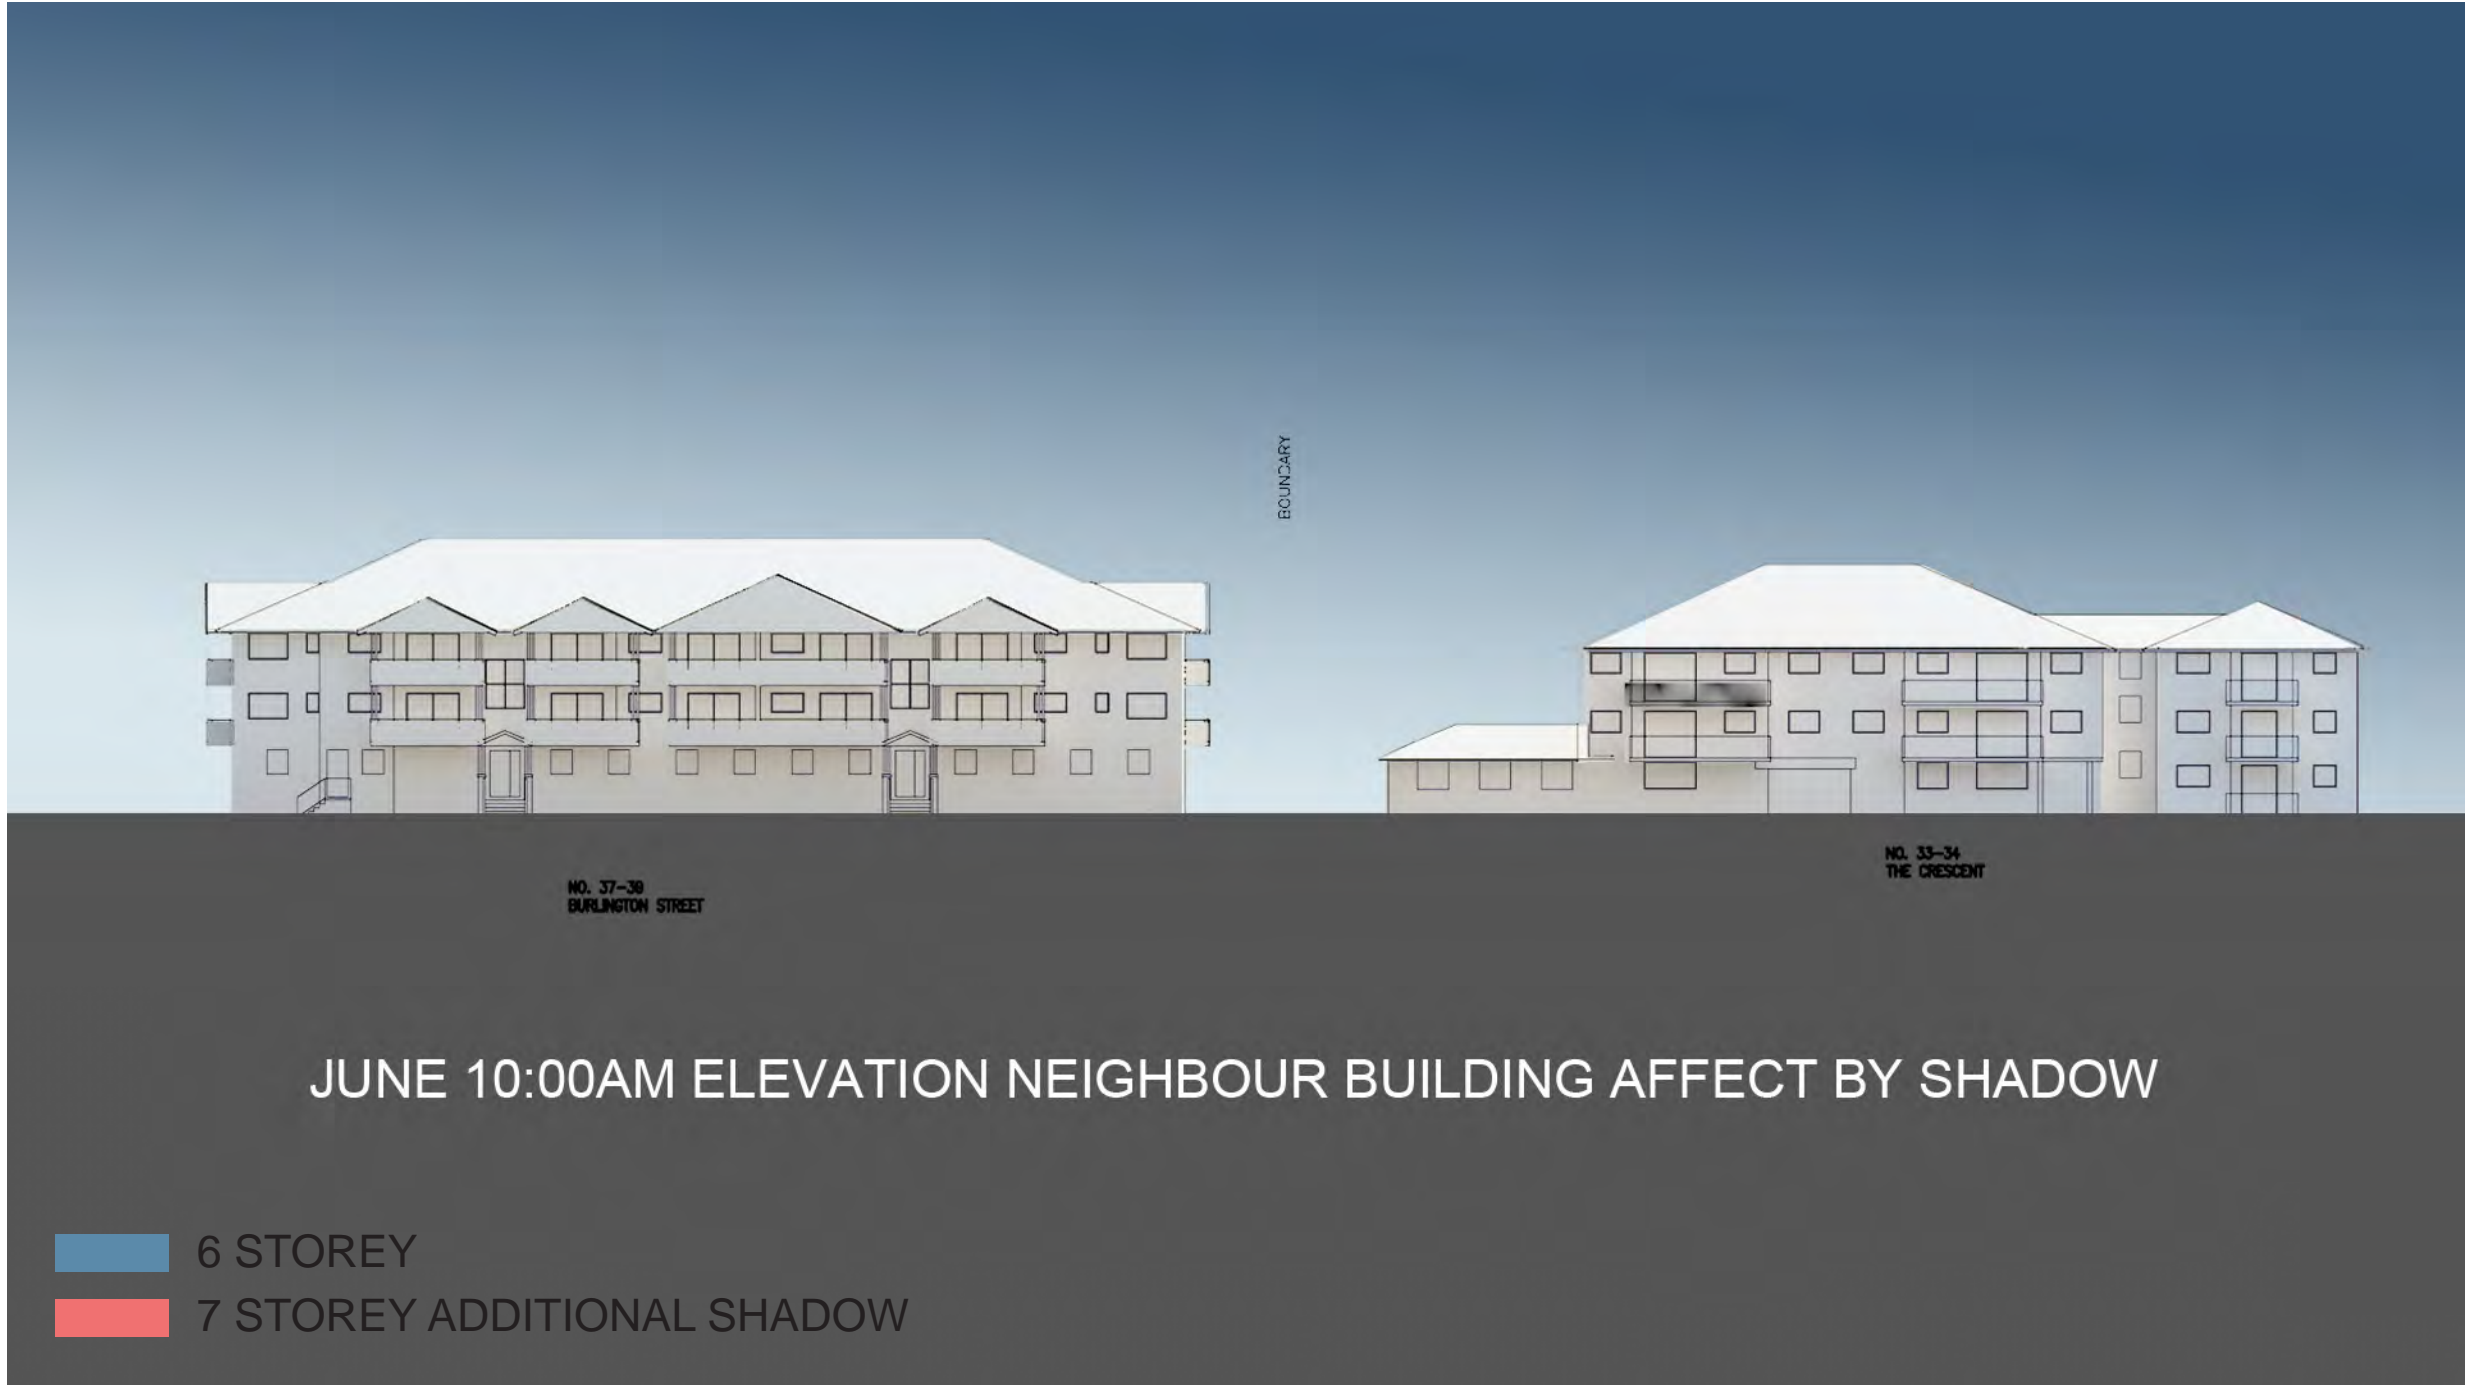 BOUNDARY
NO. 37-39
BURLINGTON STREET
NO. 33-34
THE CRESCENT
JUNE 10:00AM ELEVATION NEIGHBOUR BUILDING AFFECT BY SHADOW
6 STOREY
7 STOREY ADDITIONAL SHADOW